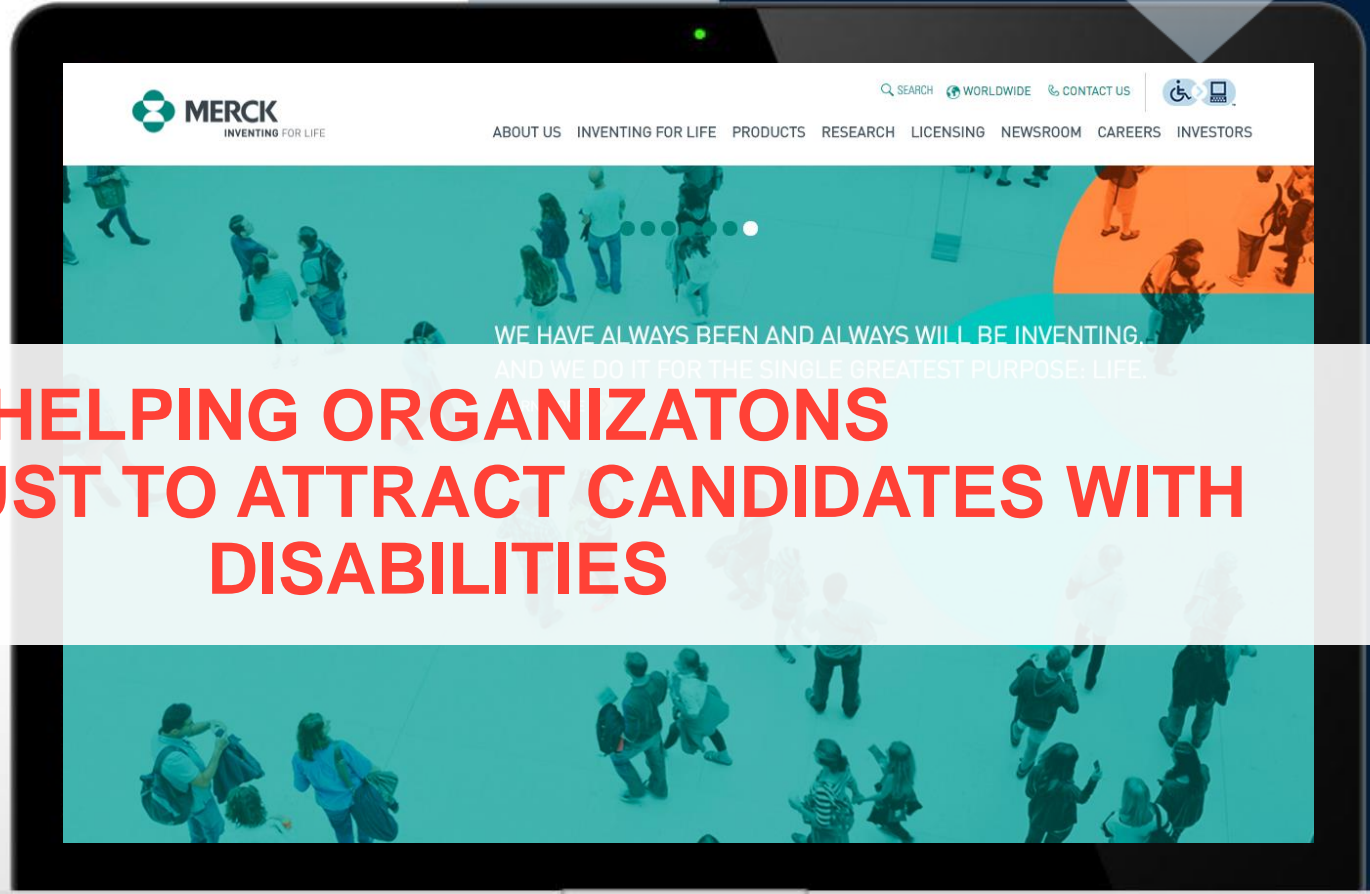 MERCK
INVENTING FOR LIFE
SEARCH WORLDWIDE CONTACT US
ABOUT US INVENTING FOR LIFE PRODUCTS RESEARCH LICENSING NEWSROOM CAREERS INVESTORS
WE HAVE ALWAYS BEEN AND ALWAYS WILL BE INVENTING.
AND WE DO IT FOR THE SINGLE GREATEST PURPOSE: LIFE.
HELPING ORGANIZATONS
UST TO ATTRACT CANDIDATES WITH
DISABILITIES